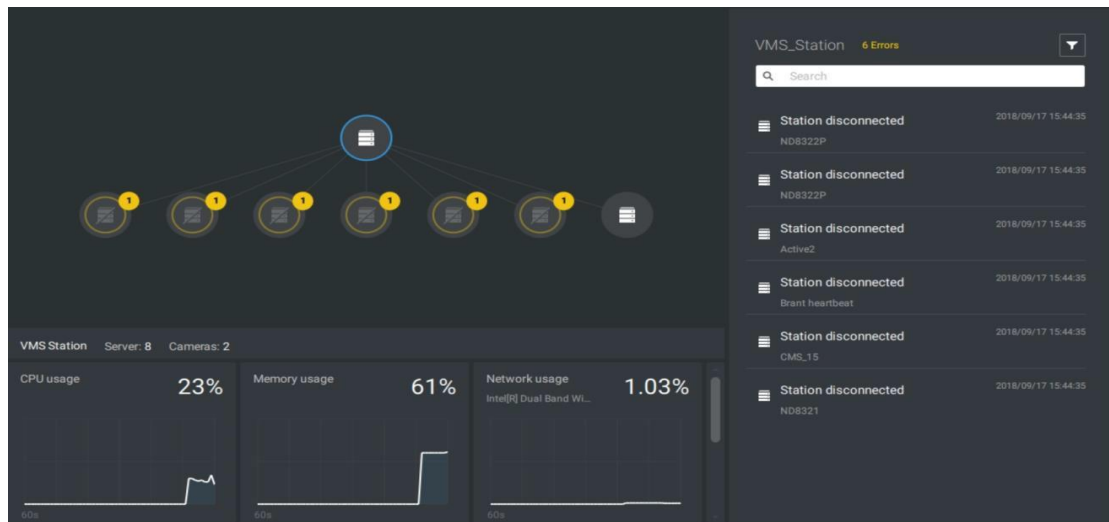 VMS_Station 6 Errors
Search
Station disconnected 2018/09/17 15:44:35
ND8322P
Station disconnected 2018/09/17 15:44:35
ND8322P
Station disconnected 2018/09/17 15:44:35
Active2
Station disconnected 2018/09/17 15:44:35
Brant heartbeat
Station disconnected 2018/09/17 15:44:35
CMS_15
Station disconnected 2018/09/17 15:44:35
ND8321
1 1 1 1 1 1
VMS Station Server: 8 Cameras: 2
CPU usage 23%
60s
Memory usage 61%
60s
Network usage 1.03%
Intel[R] Dual Band Wi...
60s